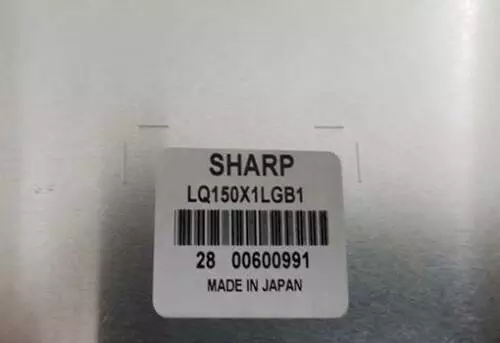 SHARP
LQ150X1LGB1
28 00600991
MADE IN JAPAN